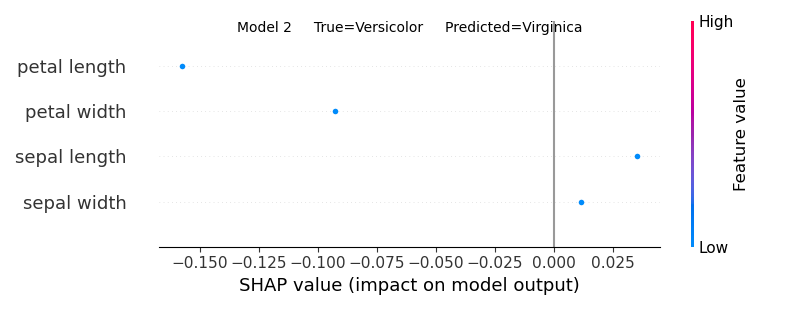 Model 2 True=Versicolor Predicted=Virginica
High
petal length
petal width
sepal length
sepal width
Feature value
Low
−0.150 −0.125 −0.100 −0.075 −0.050 −0.025 0.000 0.025
SHAP value (impact on model output)